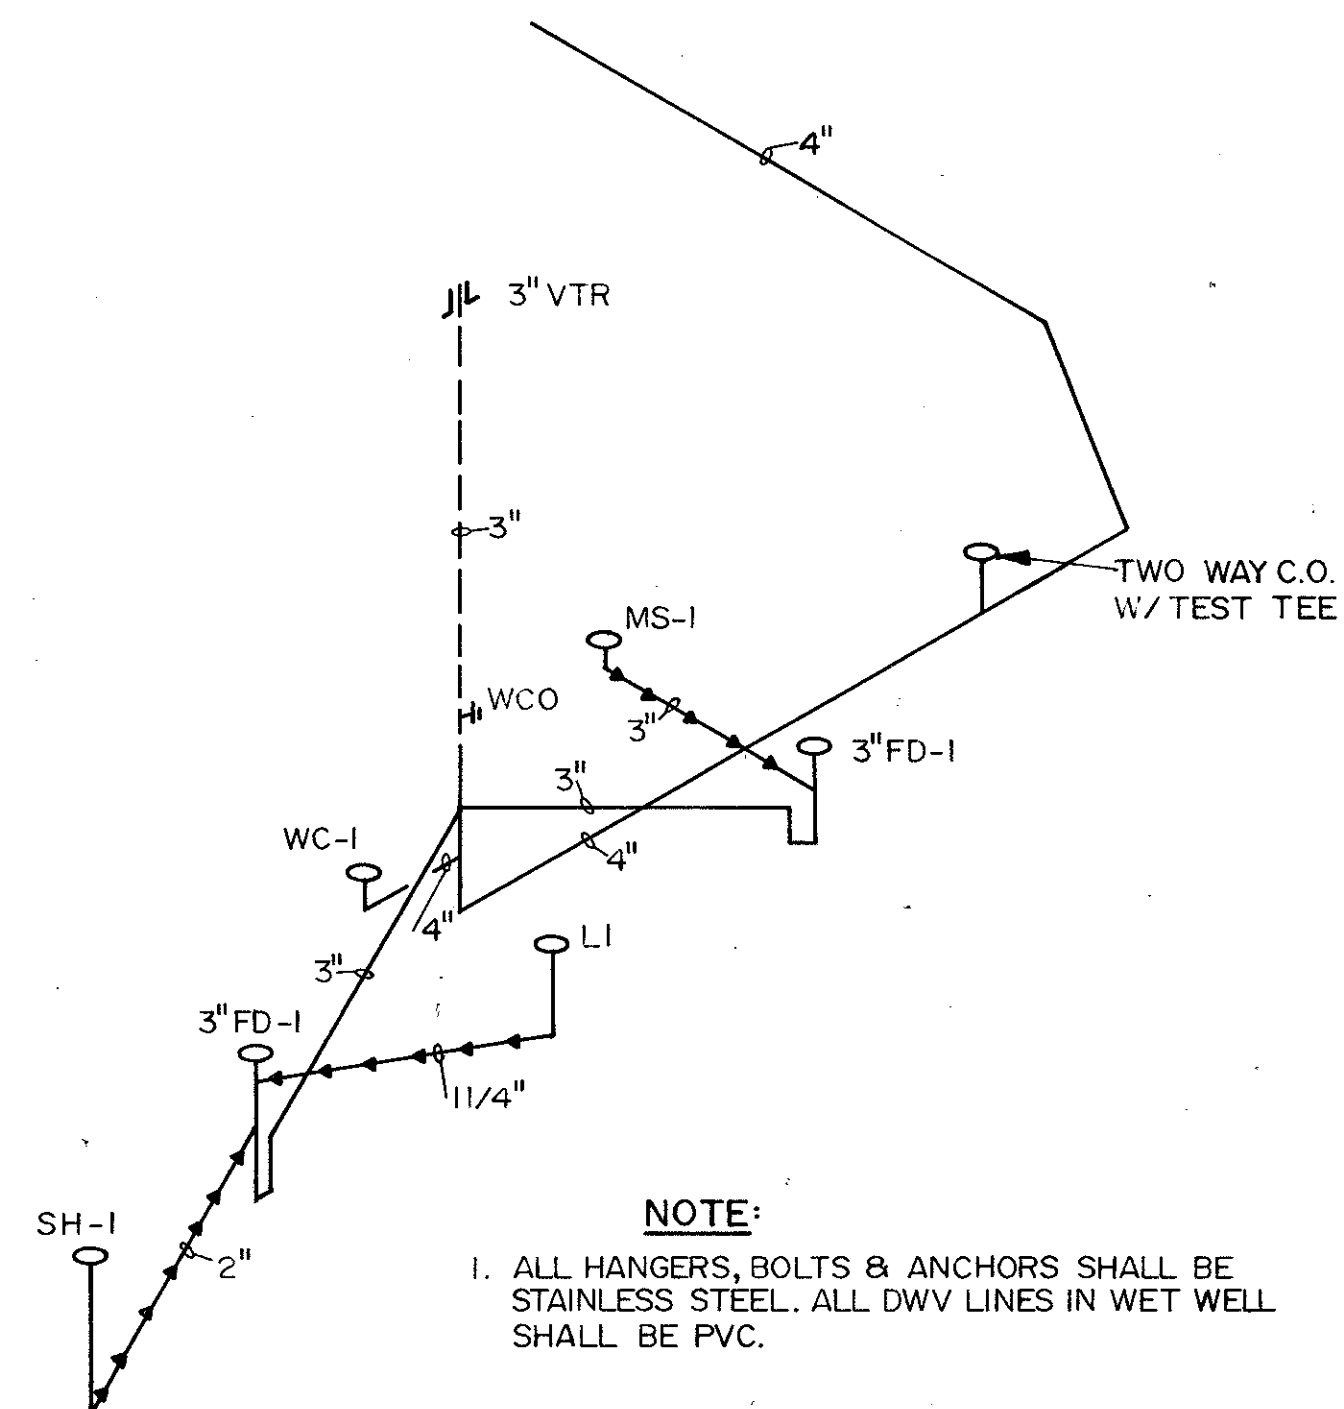 4"
3" VTR
3"
TWO WAY C.O.
W/ TEST TEE
MS-1
WCO
3"
3" FD-1
3"
WC-1
4"
4"
L1
3"
3" FD-1
11/4"
SH-1
2"
NOTE:
1. ALL HANGERS, BOLTS & ANCHORS SHALL BE
STAINLESS STEEL. ALL DWV LINES IN WET WELL
SHALL BE PVC.